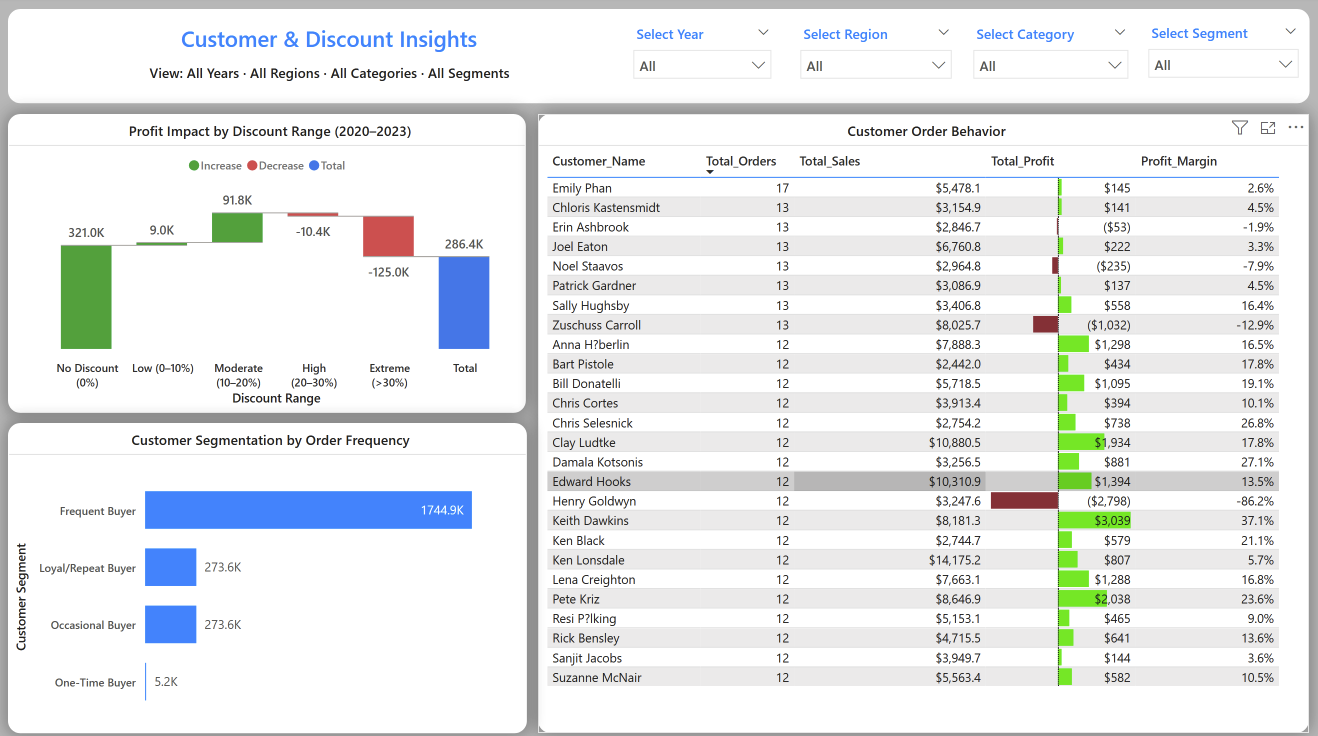 Customer & Discount Insights
View: All Years · All Regions · All Categories · All Segments
Select Year
All
Select Region
All
Select Category
All
Select Segment
All
Profit Impact by Discount Range (2020–2023)
Increase Decrease Total
321.0K
9.0K
91.8K
-10.4K
-125.0K
286.4K
No Discount (0%)
Low (0–10%)
Moderate (10–20%)
High (20–30%)
Extreme (>30%)
Total
Discount Range
Customer Segmentation by Order Frequency
Customer Segment
Frequent Buyer 1744.9K
Loyal/Repeat Buyer 273.6K
Occasional Buyer 273.6K
One-Time Buyer 5.2K
Customer Order Behavior
Customer_Name Total_Orders Total_Sales Total_Profit Profit_Margin
Emily Phan 17 $5,478.1 $145 2.6%
Chloris Kastensmidt 13 $3,154.9 $141 4.5%
Erin Ashbrook 13 $2,846.7 ($53) -1.9%
Joel Eaton 13 $6,760.8 $222 3.3%
Noel Staavos 13 $2,964.8 ($235) -7.9%
Patrick Gardner 13 $3,086.9 $137 4.5%
Sally Hughsby 13 $3,406.8 $558 16.4%
Zuschuss Carroll 13 $8,025.7 ($1,032) -12.9%
Anna H?berlin 12 $7,888.3 $1,298 16.5%
Bart Pistole 12 $2,442.0 $434 17.8%
Bill Donatelli 12 $5,718.5 $1,095 19.1%
Chris Cortes 12 $3,913.4 $394 10.1%
Chris Selesnick 12 $2,754.2 $738 26.8%
Clay Ludtke 12 $10,880.5 $1,934 17.8%
Damala Kotsonis 12 $3,256.5 $881 27.1%
Edward Hooks 12 $10,310.9 $1,394 13.5%
Henry Goldwyn 12 $3,247.6 ($2,798) -86.2%
Keith Dawkins 12 $8,181.3 $3,039 37.1%
Ken Black 12 $2,744.7 $579 21.1%
Ken Lonsdale 12 $14,175.2 $807 5.7%
Lena Creighton 12 $7,663.1 $1,288 16.8%
Pete Kriz 12 $8,646.9 $2,038 23.6%
Resi P?lking 12 $5,153.1 $465 9.0%
Rick Bensley 12 $4,715.5 $641 13.6%
Sanjit Jacobs 12 $3,949.7 $144 3.6%
Suzanne McNair 12 $5,563.4 $582 10.5%